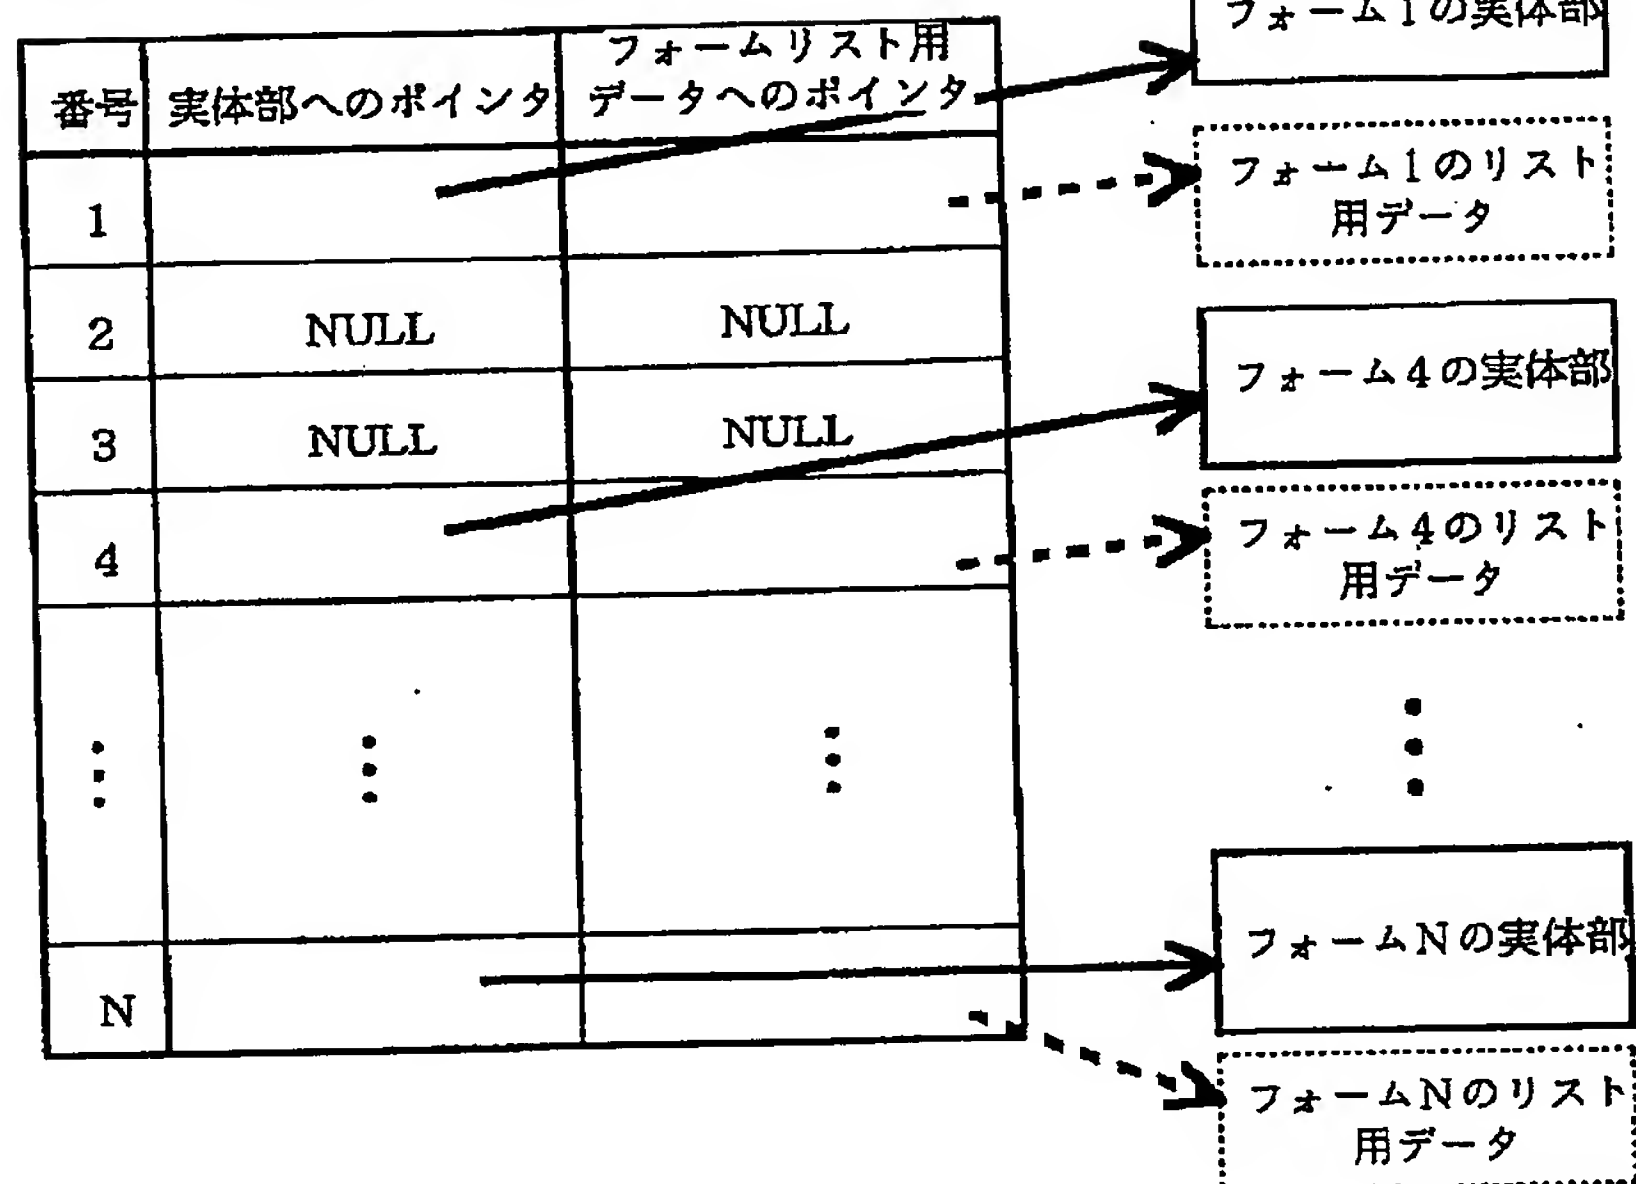 番号
実体部へのポインタ
フォームリスト用
データへのポインタ
1
2
NULL
NULL
3
NULL
NULL
4
N
フォーム1の実体部
フォーム1のリスト
用データ
フォーム4の実体部
フォーム4のリスト
用データ
フォームNの実体部
フォームNのリスト
用データ